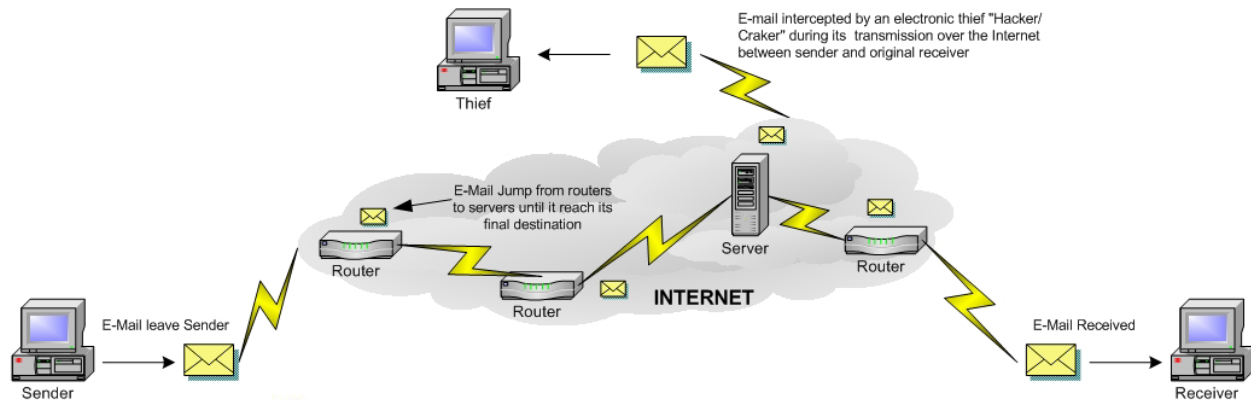 E-mail intercepted by an electronic thief "Hacker/
Craker" during its transmission over the Internet
between sender and original receiver
Thief
E-Mail Jump from routers
to servers until it reach its
final destination
Router
Server
Router
Router
INTERNET
E-Mail leave Sender
E-Mail Received
Sender
Receiver